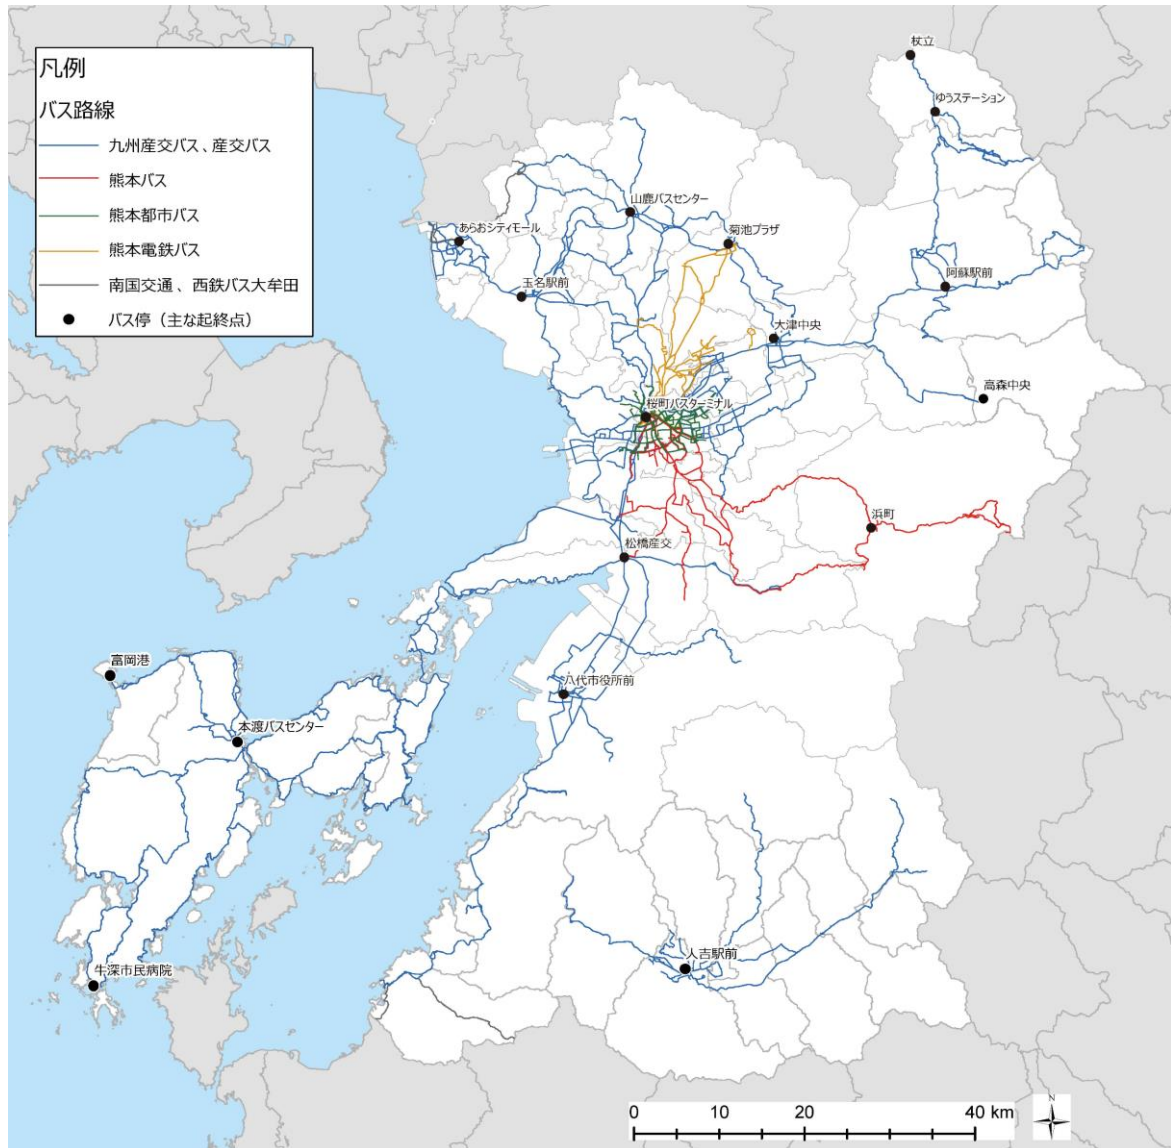 凡例
バス路線
九州産交バス、産交バス
熊本バス
熊本都市バス
熊本電鉄バス
南国交通、西鉄バス大牟田
バス停（主な起終点）
杖立
ゆうステーション
山鹿バスセンター
あらおシティモール
菊池プラザ
玉名駅前
阿蘇駅前
大津中央
高森中央
桜町バスターミナル
浜町
松橋産交
富岡港
八代市役所前
本渡バスセンター
人吉駅前
牛深市民病院
0 10 20 40 km
N